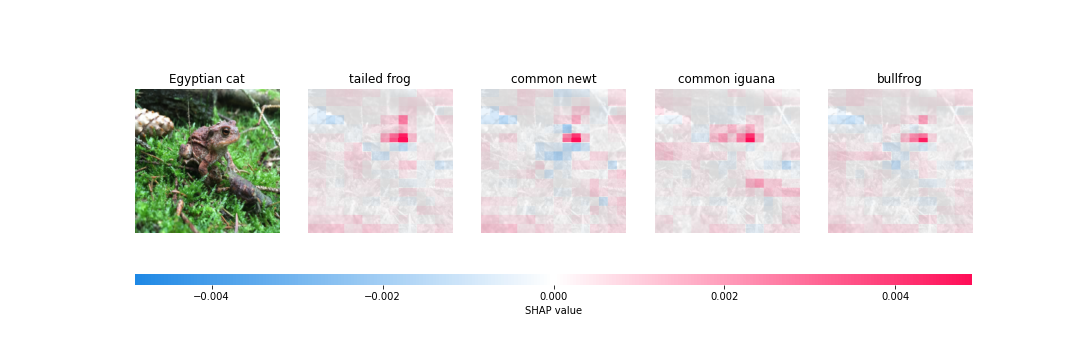 Egyptian cat
tailed frog
common newt
common iguana
bullfrog
−0.004
−0.002
0.000
0.002
0.004
SHAP value